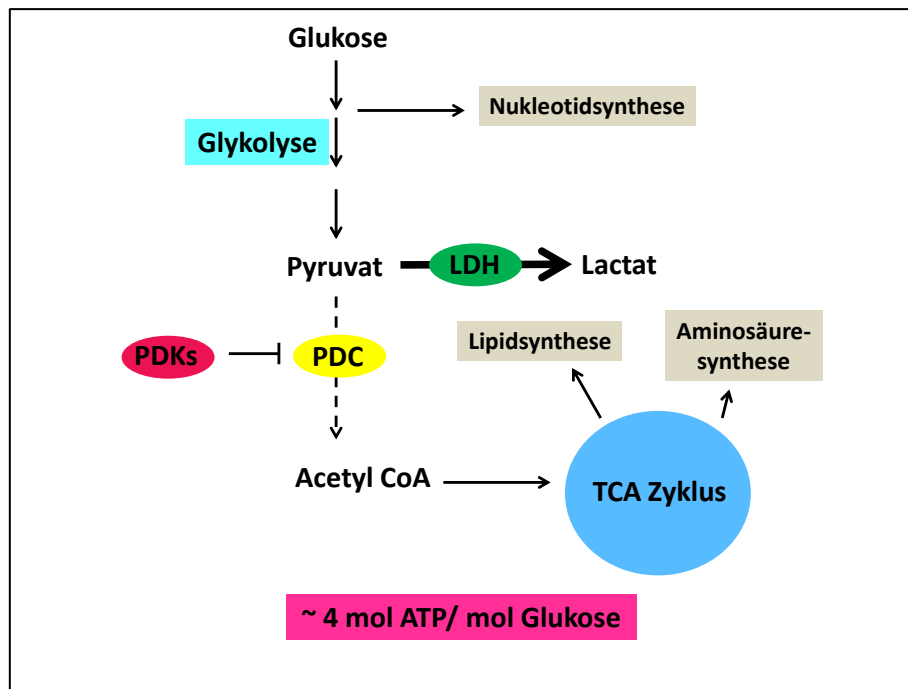 Glukose
Nukleotidsynthese
Glykolyse
Pyruvat
LDH
Lactat
Lipidsynthese
Aminosäure-
synthese
PDKs
PDC
Acetyl CoA
TCA Zyklus
~ 4 mol ATP/ mol Glukose